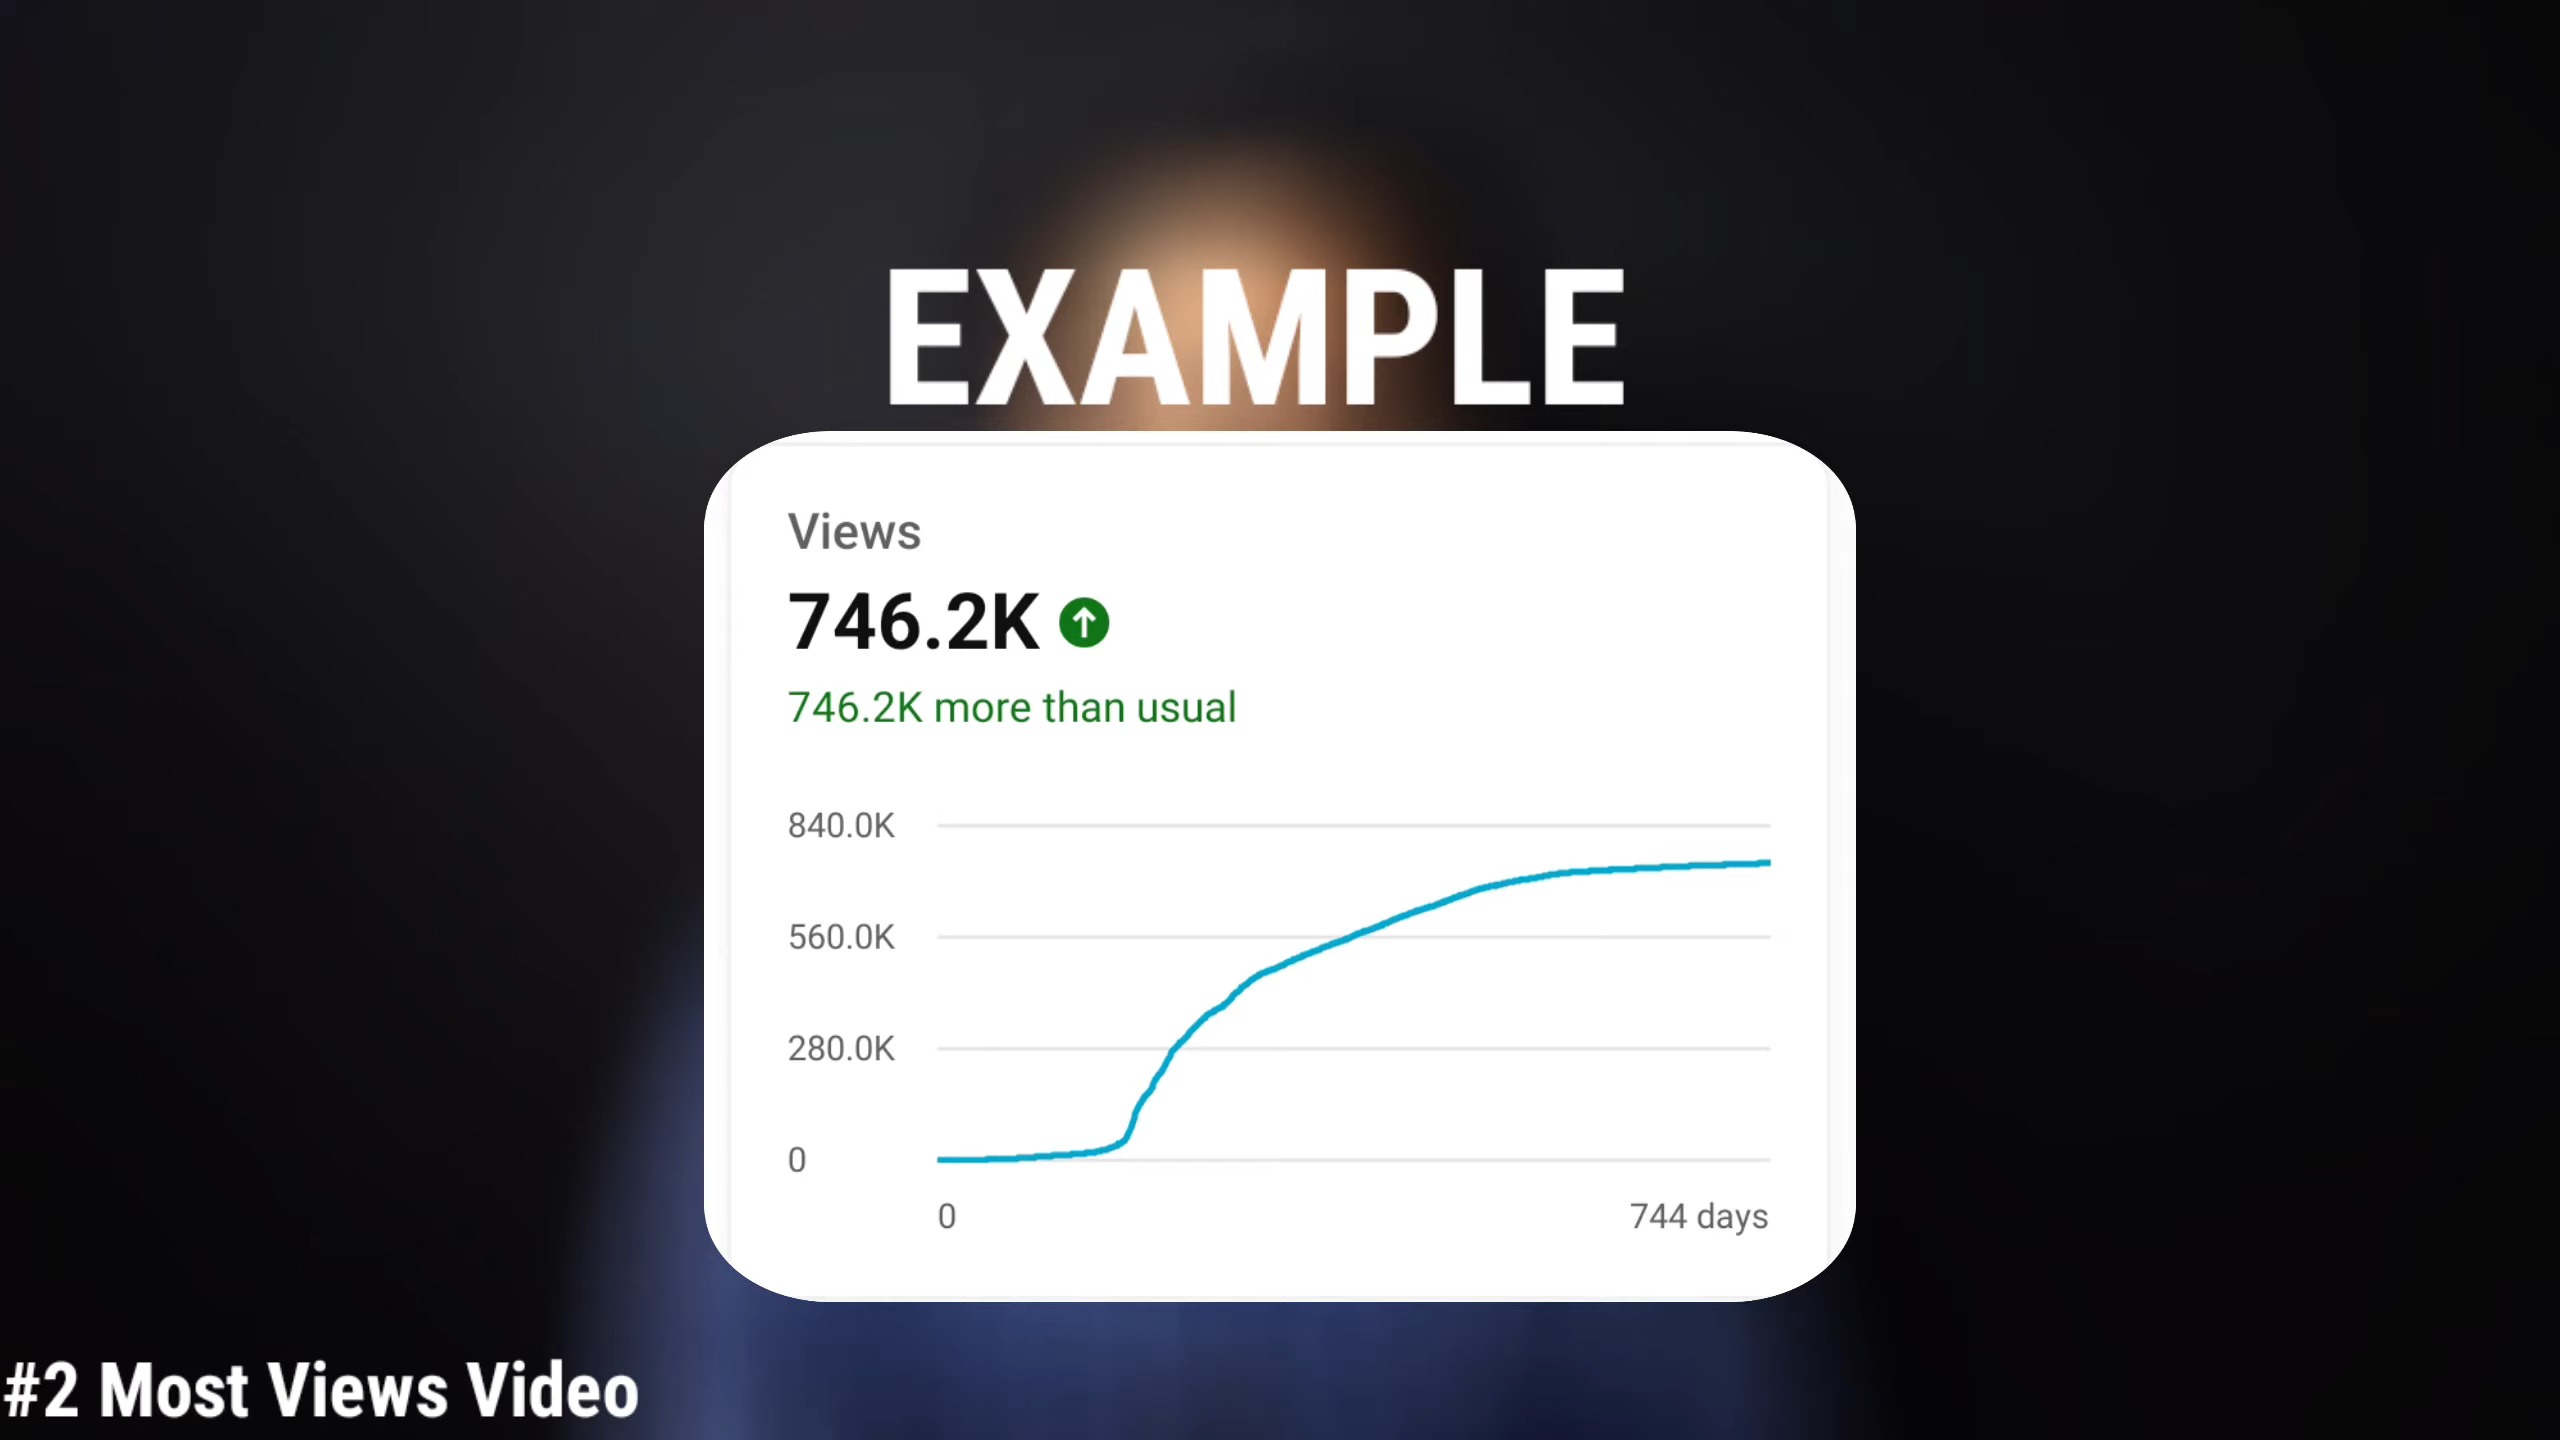 EXAMPLE
Views
746.2K
746.2K more than usual
840.0K
560.0K
280.0K
0
0
744 days
#2 Most Views Video